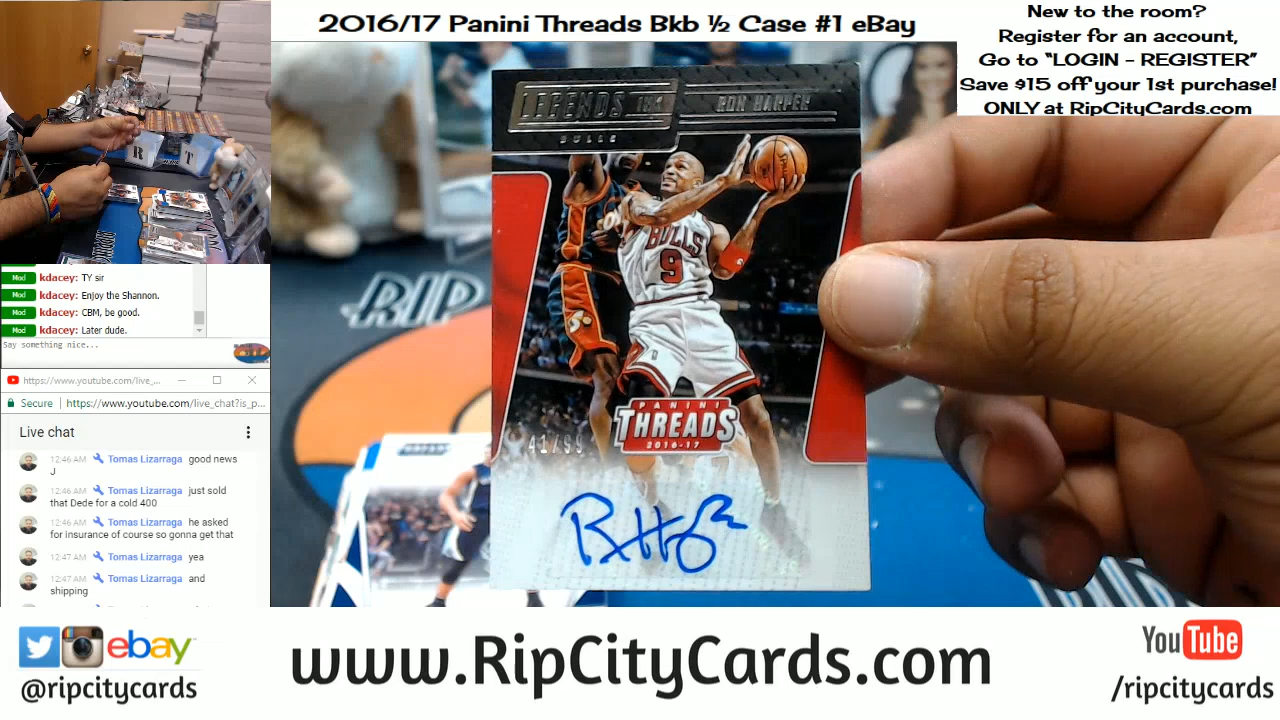 2016/17 Panini Threads Bkb ½ Case #1 eBay
New to the room?
Register for an account,
Go to "LOGIN - REGISTER"
Save $15 off your 1st purchase!
ONLY at RipCityCards.com
LEGENDS INK
RON HARPER
BULLS
BULLS
9
PANINI
THREADS
2016-17
41/99
RIP
R T
Mod kdacey: TY sir
Mod kdacey: Enjoy the Shannon.
Mod kdacey: CBM, be good.
Mod kdacey: Later dude.
Say something nice...
https://www.youtube.com/live_...
Secure https://www.youtube.com/live_chat?is_p...
Live chat
12:46 AM Tomas Lizarraga good news
J
12:46 AM Tomas Lizarraga just sold
that Dede for a cold 400
12:46 AM Tomas Lizarraga he asked
for insurance of course so gonna get that
12:47 AM Tomas Lizarraga yea
12:47 AM Tomas Lizarraga and
shipping
ebay
@ripcitycards
www.RipCityCards.com
YouTube
/ripcitycards